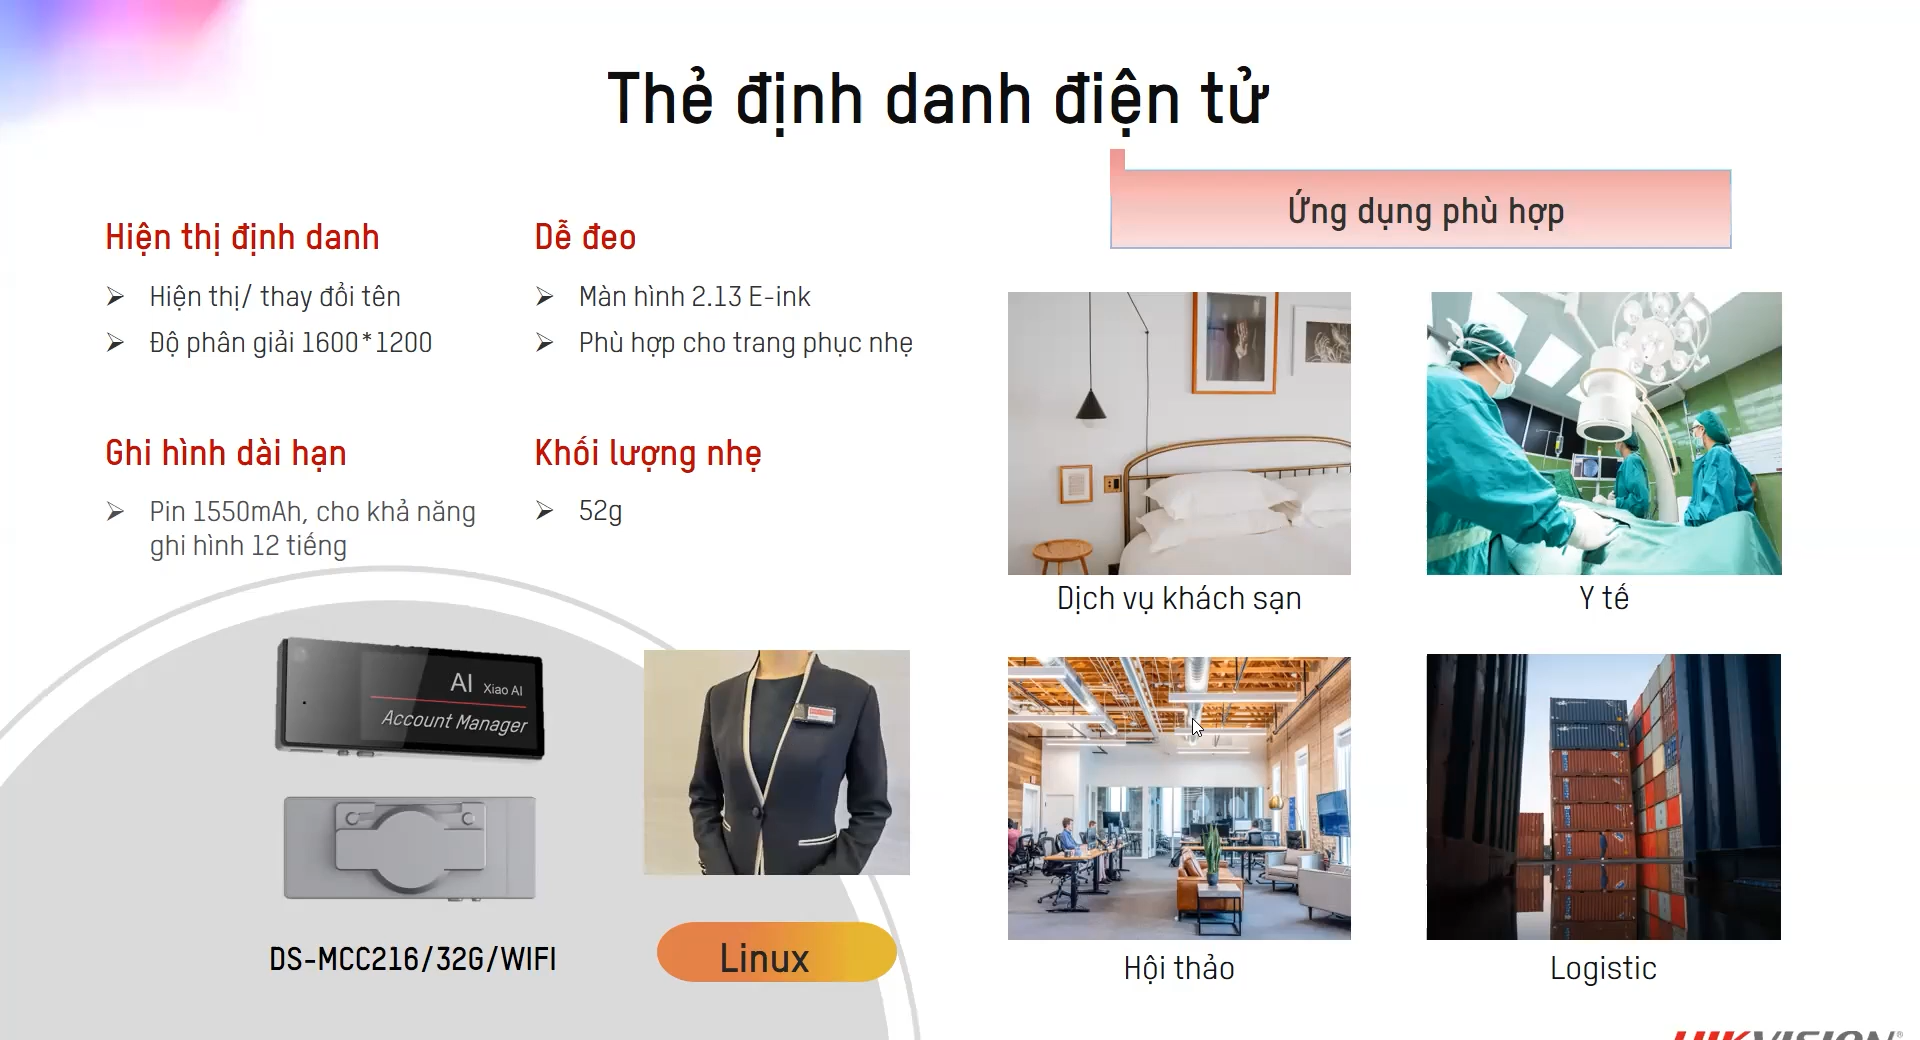 Thẻ định danh điện tử
Hiện thị định danh
Hiện thị/ thay đổi tên
Độ phân giải 1600*1200
Dễ đeo
Màn hình 2.13 E-ink
Phù hợp cho trang phục nhẹ
Ghi hình dài hạn
Pin 1550mAh, cho khả năng
ghi hình 12 tiếng
Khối lượng nhẹ
52g
AI Xiao AI
Account Manager
DS-MCC216/32G/WIFI
Linux
Ứng dụng phù hợp
Dịch vụ khách sạn
Y tế
Hội thảo
Logistic
HIKVISION®